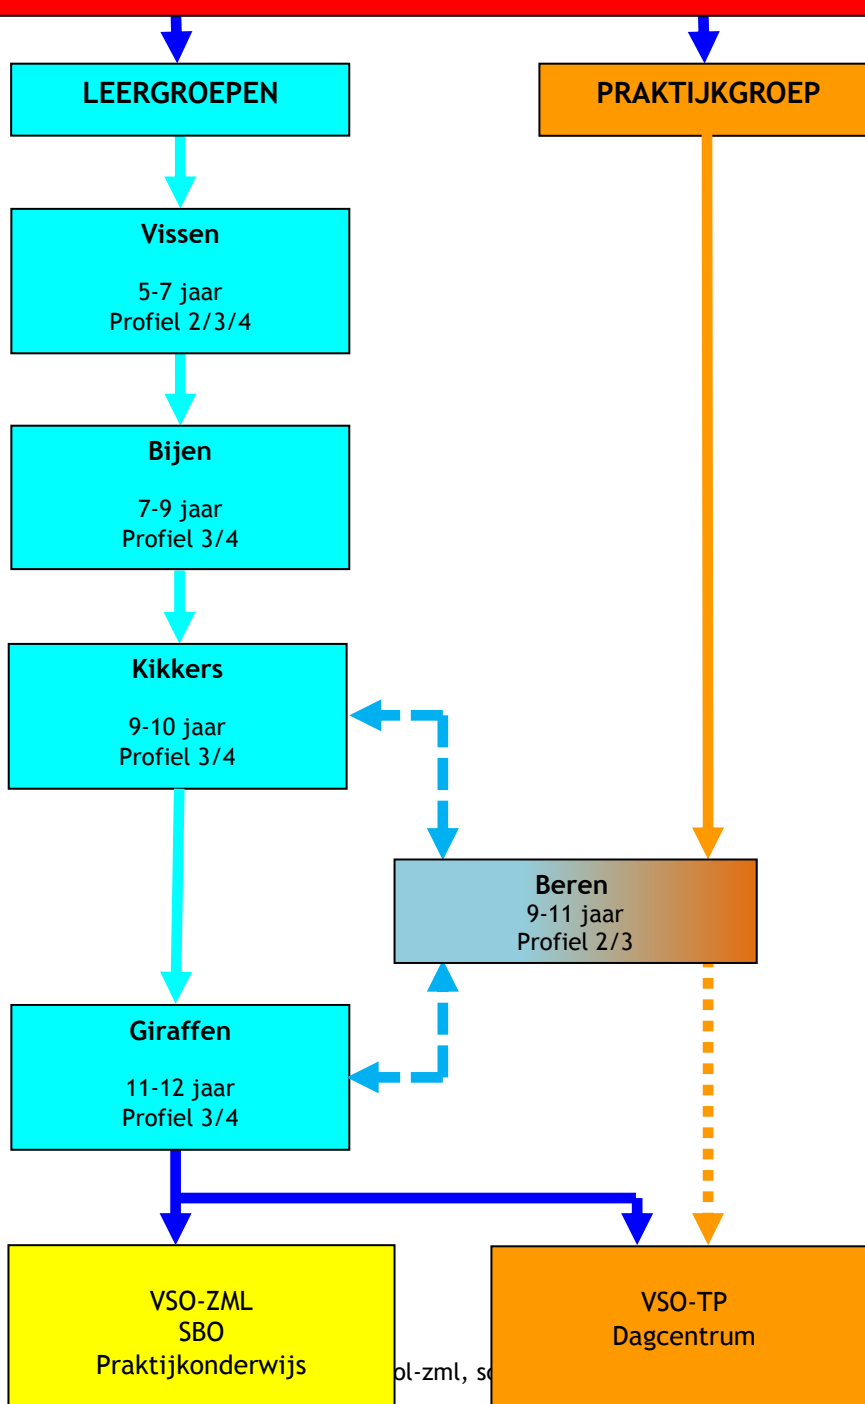 LEERGROEPEN
PRAKTIJKGROEP
Vissen
5-7 jaar
Profiel 2/3/4
Bijen
7-9 jaar
Profiel 3/4
Kikkers
9-10 jaar
Profiel 3/4
Beren
9-11 jaar
Profiel 2/3
Giraffen
11-12 jaar
Profiel 3/4
VSO-ZML
SBO
Praktijkonderwijs
VSO-TP
Dagcentrum
ol-zml,